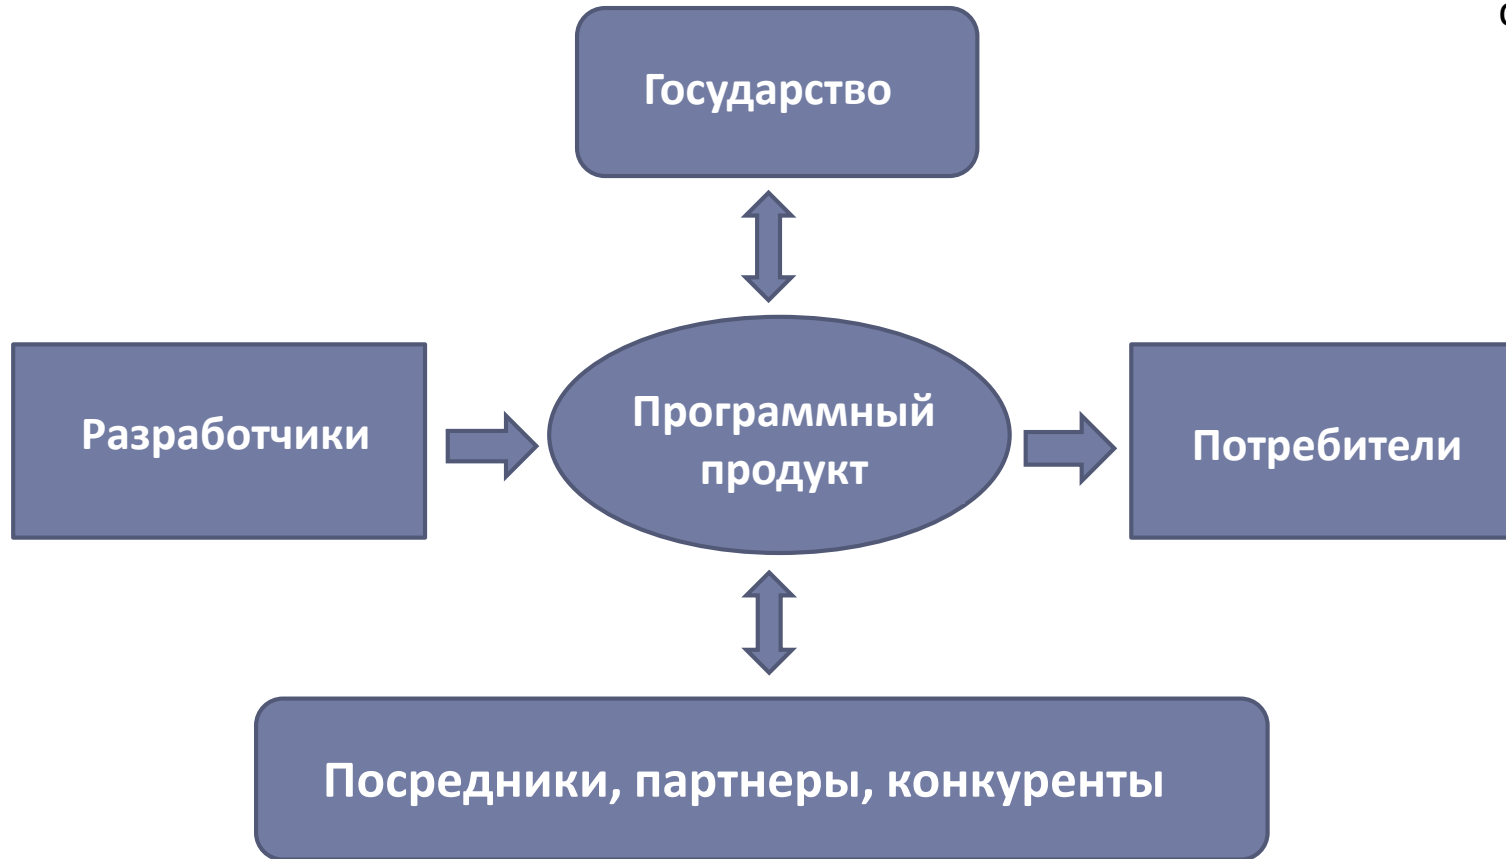 Государство
Разработчики
Программный
продукт
Потребители
Посредники, партнеры, конкуренты